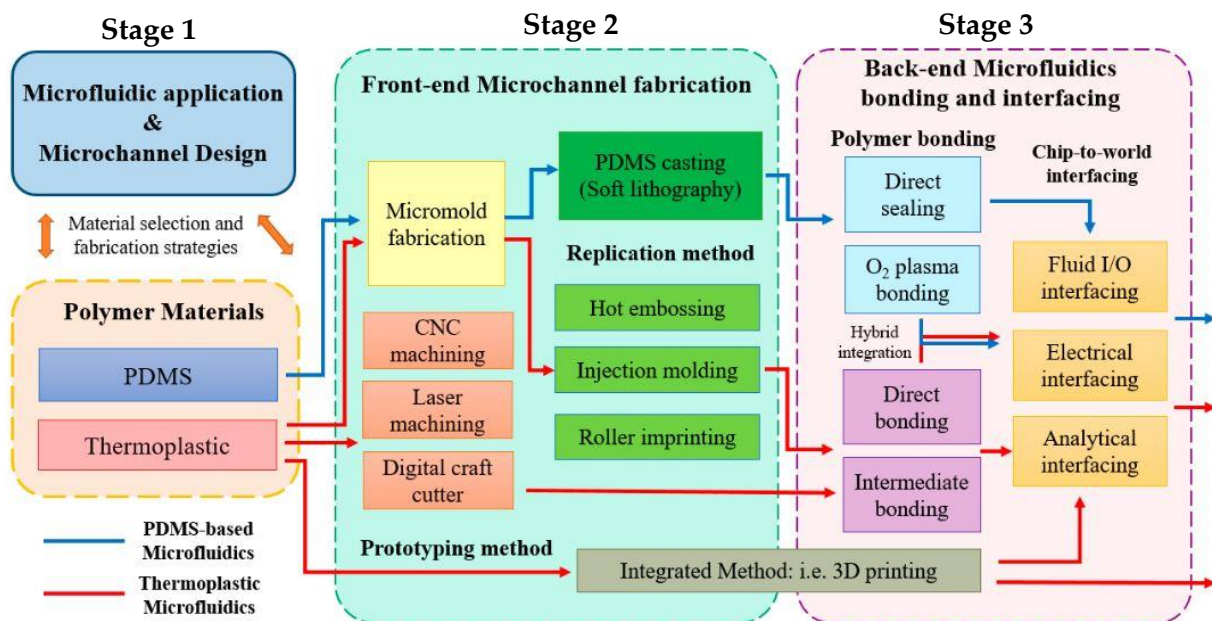 Stage 1
Stage 2
Stage 3
Microfluidic application
&
Microchannel Design
Material selection and
fabrication strategies
Polymer Materials
PDMS
Thermoplastic
PDMS-based
Microfluidics
Thermoplastic
Microfluidics
Front-end Microchannel fabrication
Micromold
fabrication
PDMS casting
(Soft lithography)
Replication method
Hot embossing
Injection molding
Roller imprinting
CNC
machining
Laser
machining
Digital craft
cutter
Prototyping method
Integrated Method: i.e. 3D printing
Back-end Microfluidics
bonding and interfacing
Polymer bonding
Direct
sealing
O₂ plasma
bonding
Hybrid
integration
Direct
bonding
Intermediate
bonding
Chip-to-world
interfacing
Fluid I/O
interfacing
Electrical
interfacing
Analytical
interfacing